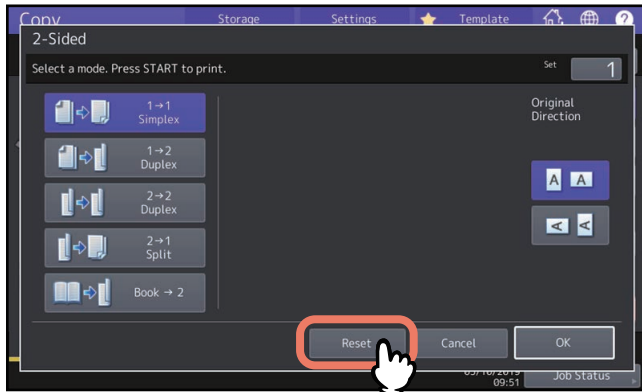 Copy Storage Settings Template ?
2-Sided
Select a mode. Press START to print.
Set 1
1→1
Simplex
1→2
Duplex
2→2
Duplex
2→1
Split
Book → 2
Original
Direction
A A
A A
Reset Cancel OK
09:51
Job Status